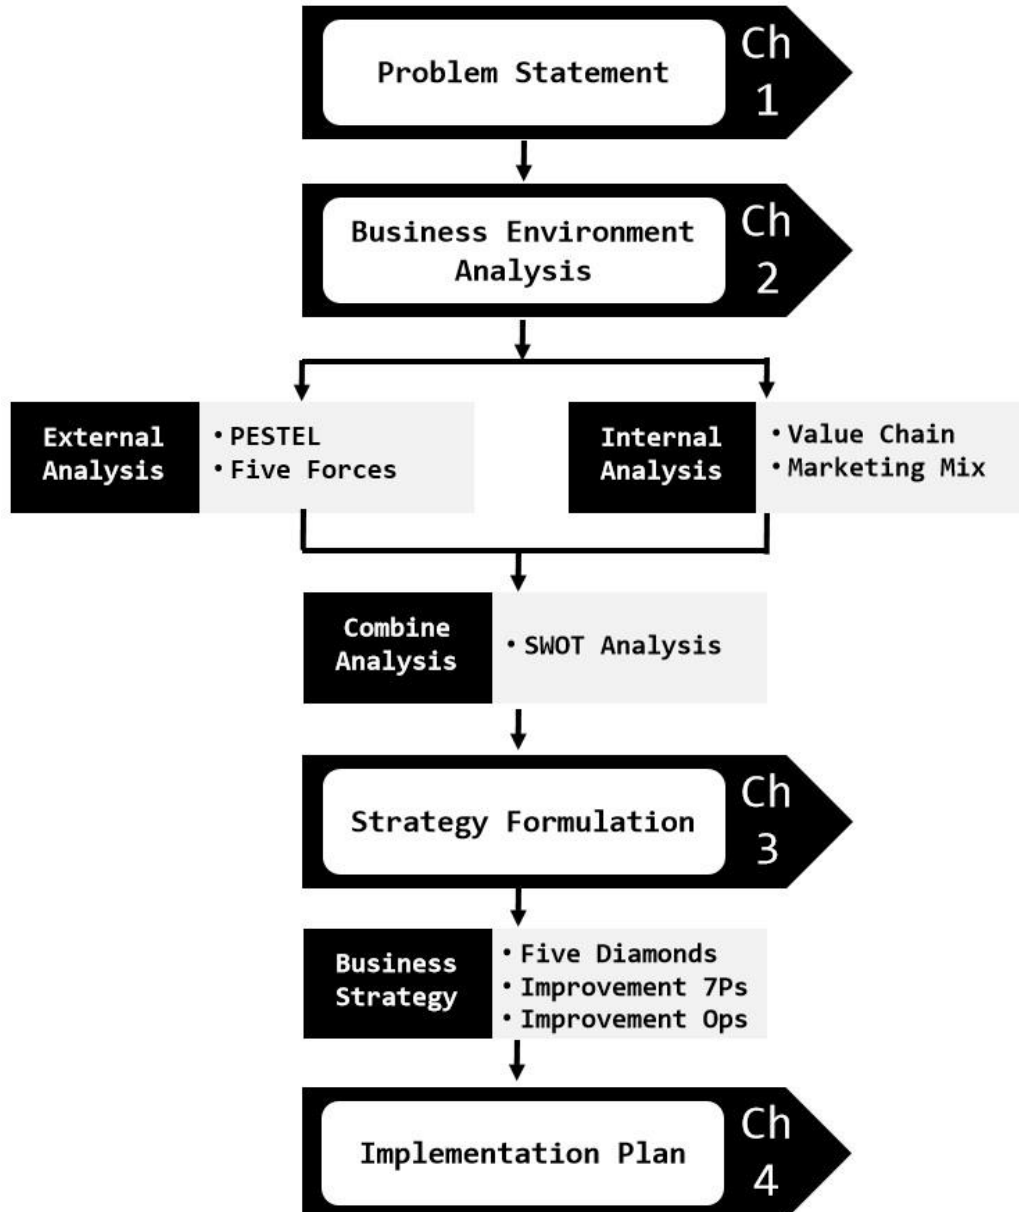 Problem Statement
Ch
1
Business Environment
Analysis
Ch
2
External
Analysis
• PESTEL
• Five Forces
Internal
Analysis
• Value Chain
• Marketing Mix
Combine
Analysis
• SWOT Analysis
Strategy Formulation
Ch
3
Business
Strategy
• Five Diamonds
• Improvement 7Ps
• Improvement Ops
Implementation Plan
Ch
4